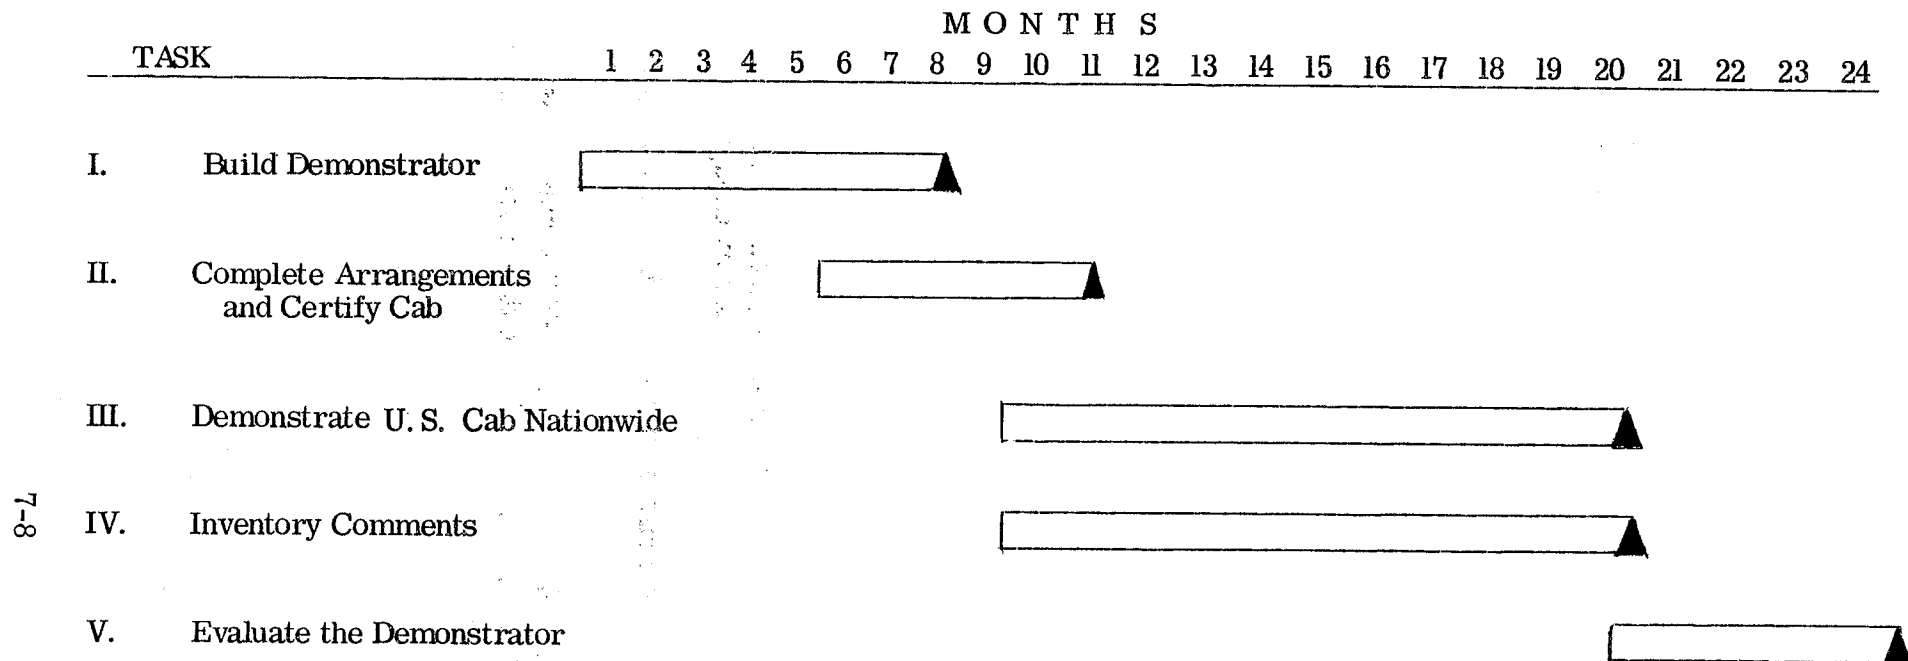 M O N T H S
TASK 1 2 3 4 5 6 7 8 9 10 11 12 13 14 15 16 17 18 19 20 21 22 23 24
I. Build Demonstrator
II. Complete Arrangements
and Certify Cab
III. Demonstrate U. S. Cab Nationwide
7-8
IV. Inventory Comments
V. Evaluate the Demonstrator